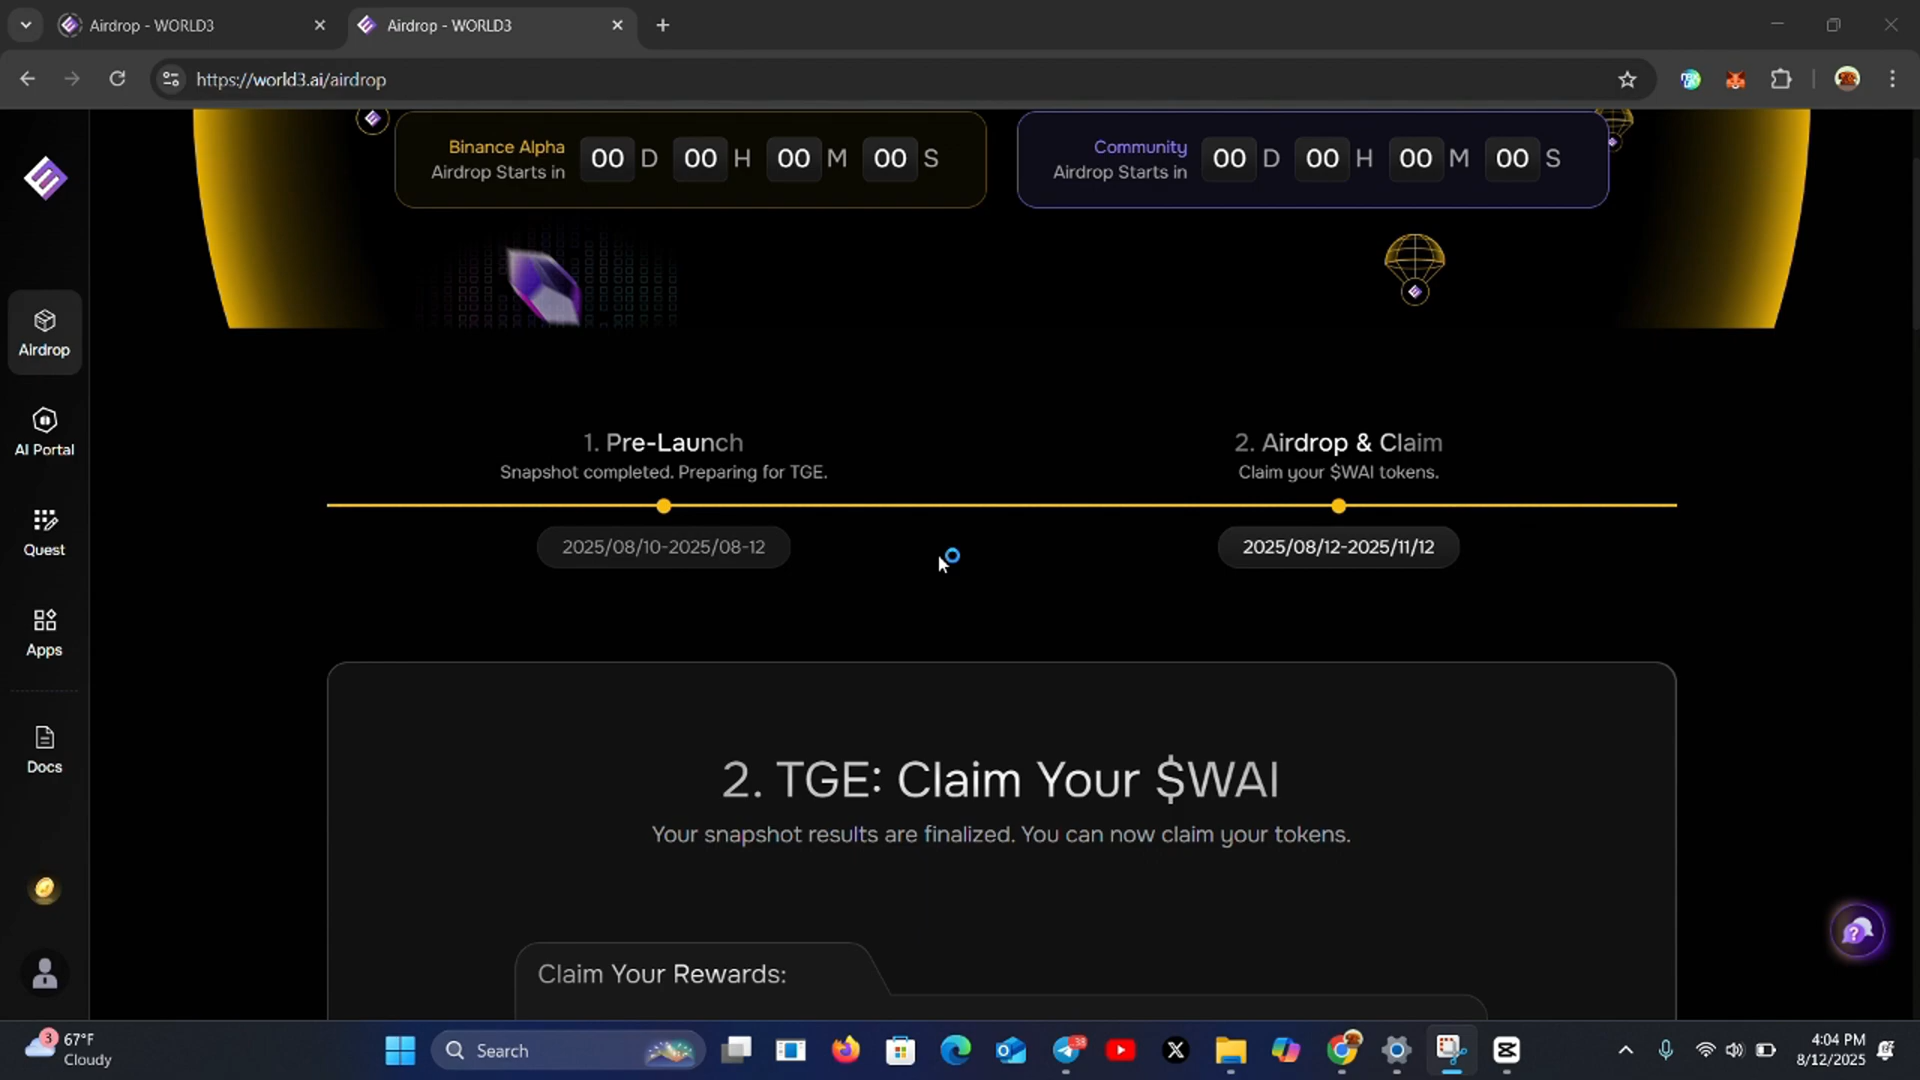 Airdrop - WORLD3
Airdrop - WORLD3
https://world3.ai/airdrop
Binance Alpha
Airdrop Starts in
00 D 00 H 00 M 00 S
Community
Airdrop Starts in
00 D 00 H 00 M 00 S
Airdrop
AI Portal
Quest
Apps
Docs
1. Pre-Launch
Snapshot completed. Preparing for TGE.
2025/08/10-2025/08-12
2. Airdrop & Claim
Claim your $WAI tokens.
2025/08/12-2025/11/12
2. TGE: Claim Your $WAI
Your snapshot results are finalized. You can now claim your tokens.
Claim Your Rewards:
3
67°F
Cloudy
Search
38
4:04 PM
8/12/2025